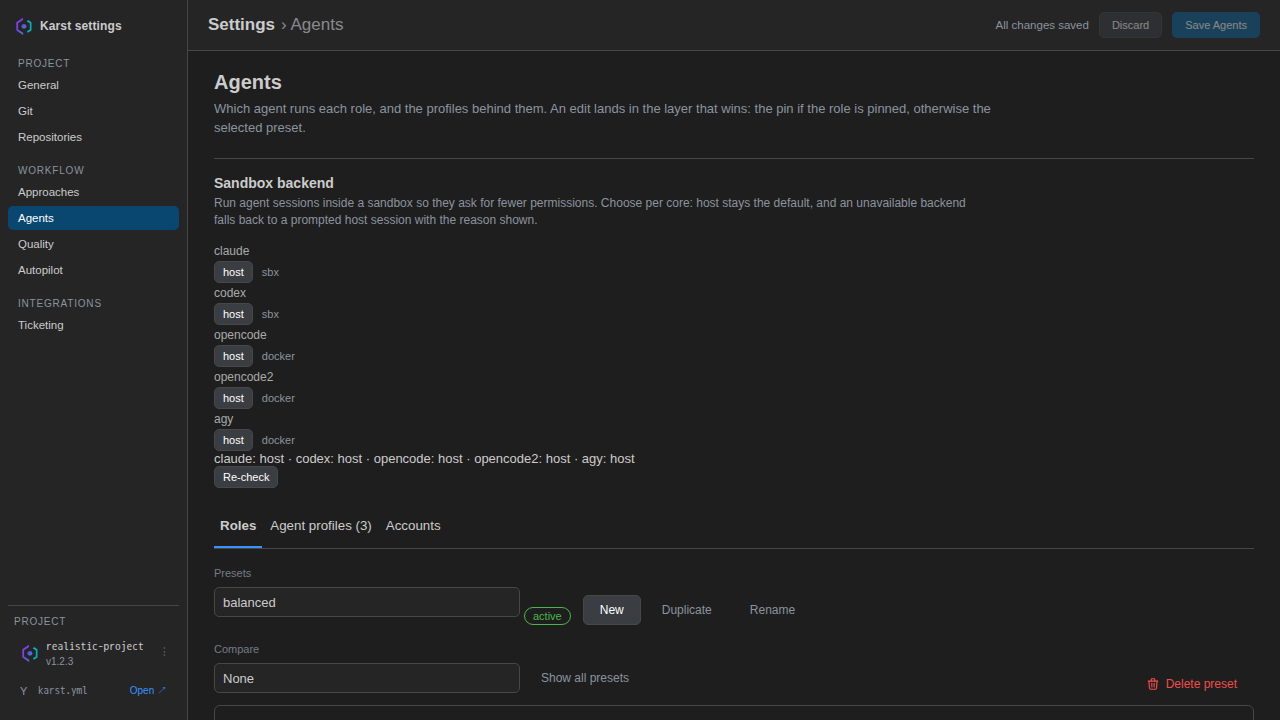 Karst settings
PROJECT
General
Git
Repositories
WORKFLOW
Approaches
Agents
Quality
Autopilot
INTEGRATIONS
Ticketing
PROJECT
realistic-project
v1.2.3
Y karst.yml Open ↗
Settings › Agents
All changes saved Discard Save Agents
Agents
Which agent runs each role, and the profiles behind them. An edit lands in the layer that wins: the pin if the role is pinned, otherwise the
selected preset.
Sandbox backend
Run agent sessions inside a sandbox so they ask for fewer permissions. Choose per core: host stays the default, and an unavailable backend
falls back to a prompted host session with the reason shown.
claude
host sbx
codex
host sbx
opencode
host docker
opencode2
host docker
agy
host docker
claude: host · codex: host · opencode: host · opencode2: host · agy: host
Re-check
Roles Agent profiles (3) Accounts
Presets
balanced active New Duplicate Rename
Compare
None Show all presets Delete preset